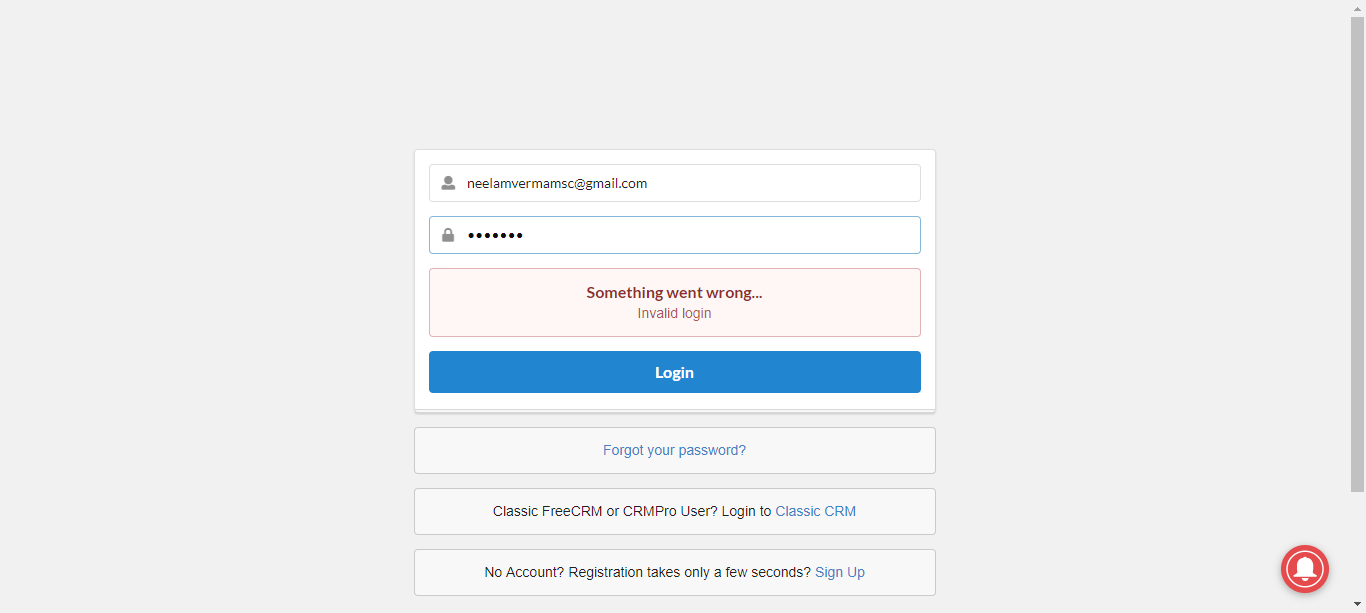 neelamvermamsc@gmail.com
•••••••
Something went wrong...
Invalid login
Login
Forgot your password?
Classic FreeCRM or CRMPro User? Login to Classic CRM
No Account? Registration takes only a few seconds? Sign Up